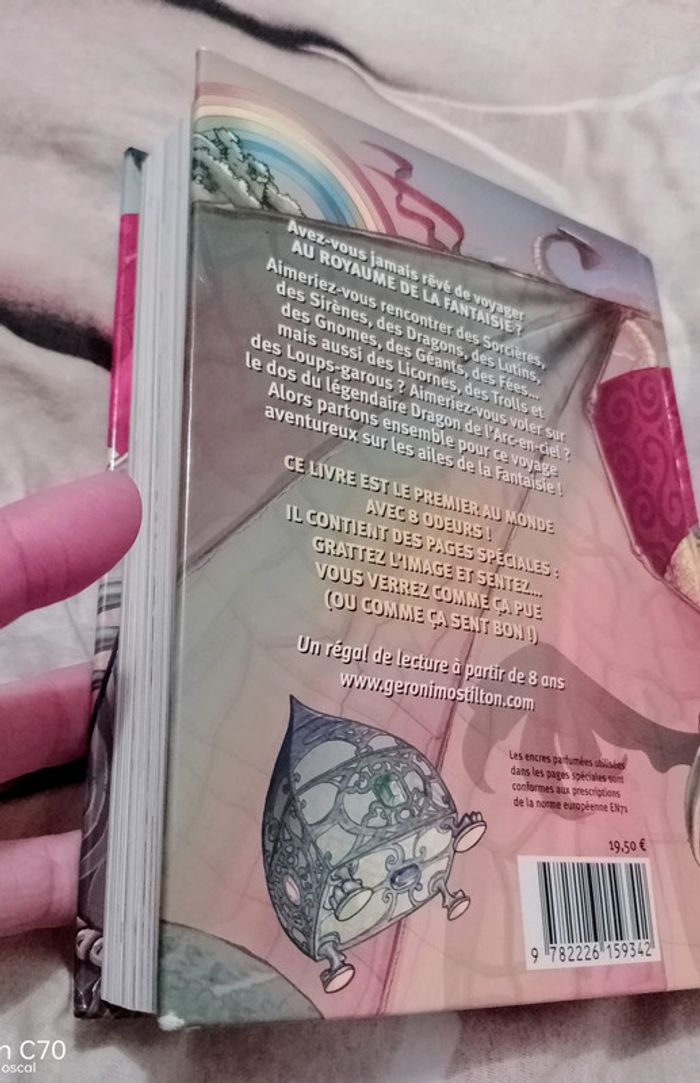 Avez-vous jamais rêvé de voyager
AU ROYAUME DE LA FANTAISIE ?
Aimeriez-vous rencontrer des Sorcières,
des Sirènes, des Dragons, des Lutins,
des Gnomes, des Géants, des Fées...
mais aussi des Licornes, des Trolls et
des Loups-garous ? Aimeriez-vous voler sur
le dos du légendaire Dragon de l'Arc-en-ciel ?
Alors partons ensemble pour ce voyage
aventureux sur les ailes de la Fantaisie !
CE LIVRE EST LE PREMIER AU MONDE
AVEC 8 ODEURS !
IL CONTIENT DES PAGES SPÉCIALES :
GRATTEZ L'IMAGE ET SENTEZ...
VOUS VERREZ COMME ÇA PUE
(OU COMME ÇA SENT BON !)
Un régal de lecture à partir de 8 ans
www.geronimostilton.com
Les encres parfumées utilisées
dans les pages spéciales sont
conformes aux prescriptions
de la norme européenne EN71
19,50 €
9 782226 159342
C70
oscal